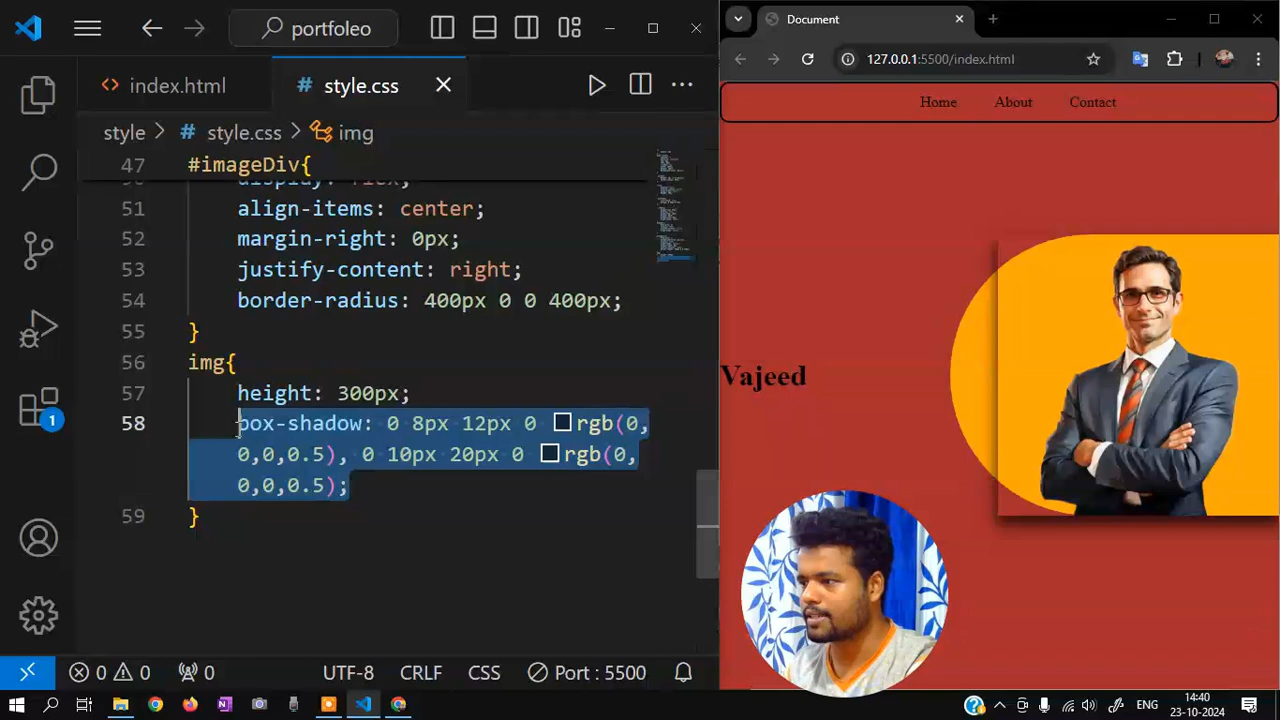 portfoleo
Document
index.html
style.css
127.0.0.1:5500/index.html
style > style.css > img
Home About Contact
47 #imageDiv{
display: flex;
51 align-items: center;
52 margin-right: 0px;
53 justify-content: right;
54 border-radius: 400px 0 0 400px;
55 }
56 img{
57 height: 300px;
58 box-shadow: 0 8px 12px 0 rgb(0,
0,0,0.5), 0 10px 20px 0 rgb(0,
0,0,0.5);
59 }
Vajeed
1
0 0 0 UTF-8 CRLF CSS Port : 5500
ENG
14:40
23-10-2024